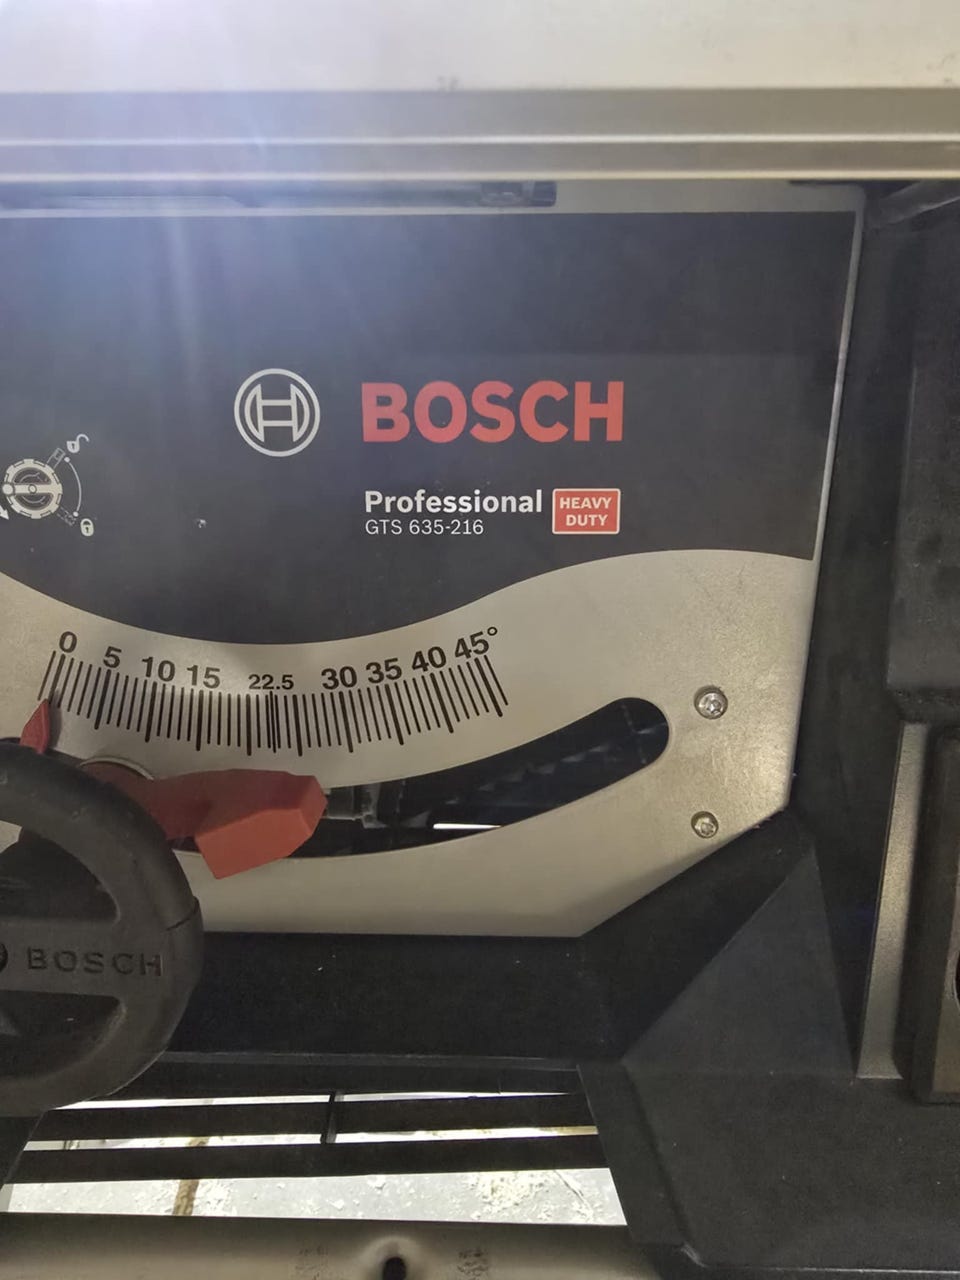 BOSCH
Professional HEAVY DUTY
GTS 635-216
0 5 10 15 22.5 30 35 40 45°
BOSCH